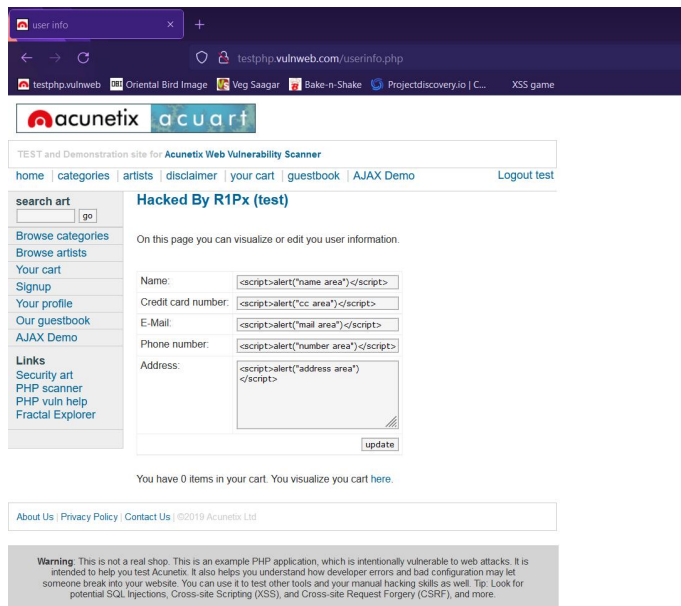 user info
testphp.vulnweb.com/userinfo.php
testphp.vulnweb
OBI Oriental Bird Image
Veg Saagar
Bake-n-Shake
Projectdiscovery.io | C...
XSS game
acunetix acuart
TEST and Demonstration site for Acunetix Web Vulnerability Scanner
home | categories | artists | disclaimer | your cart | guestbook | AJAX Demo
Logout test
search art
go
Browse categories
Browse artists
Your cart
Signup
Your profile
Our guestbook
AJAX Demo
Links
Security art
PHP scanner
PHP vuln help
Fractal Explorer
Hacked By R1Px (test)
On this page you can visualize or edit you user information.
Name: <script>alert("name area")</script>
Credit card number: <script>alert("cc area")</script>
E-Mail: <script>alert("mail area")</script>
Phone number: <script>alert("number area")</script>
Address: <script>alert("address area")
</script>
update
You have 0 items in your cart. You visualize you cart here.
About Us | Privacy Policy | Contact Us | ©2019 Acunetix Ltd
Warning: This is not a real shop. This is an example PHP application, which is intentionally vulnerable to web attacks. It is
intended to help you test Acunetix. It also helps you understand how developer errors and bad configuration may let
someone break into your website. You can use it to test other tools and your manual hacking skills as well. Tip: Look for
potential SQL Injections, Cross-site Scripting (XSS), and Cross-site Request Forgery (CSRF), and more.